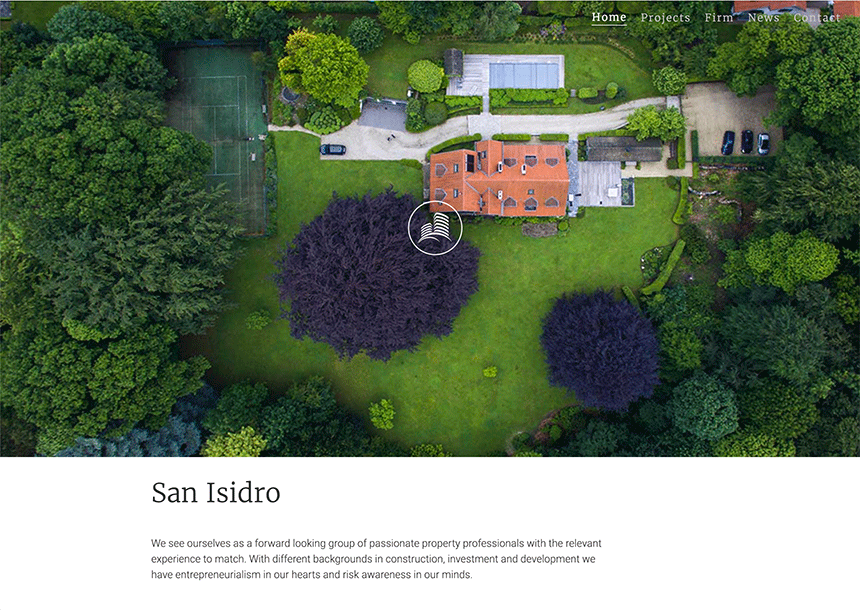 Home Projects Firm News Contact
San Isidro
We see ourselves as a forward looking group of passionate property professionals with the relevant
experience to match. With different backgrounds in construction, investment and development we
have entrepreneurialism in our hearts and risk awareness in our minds.